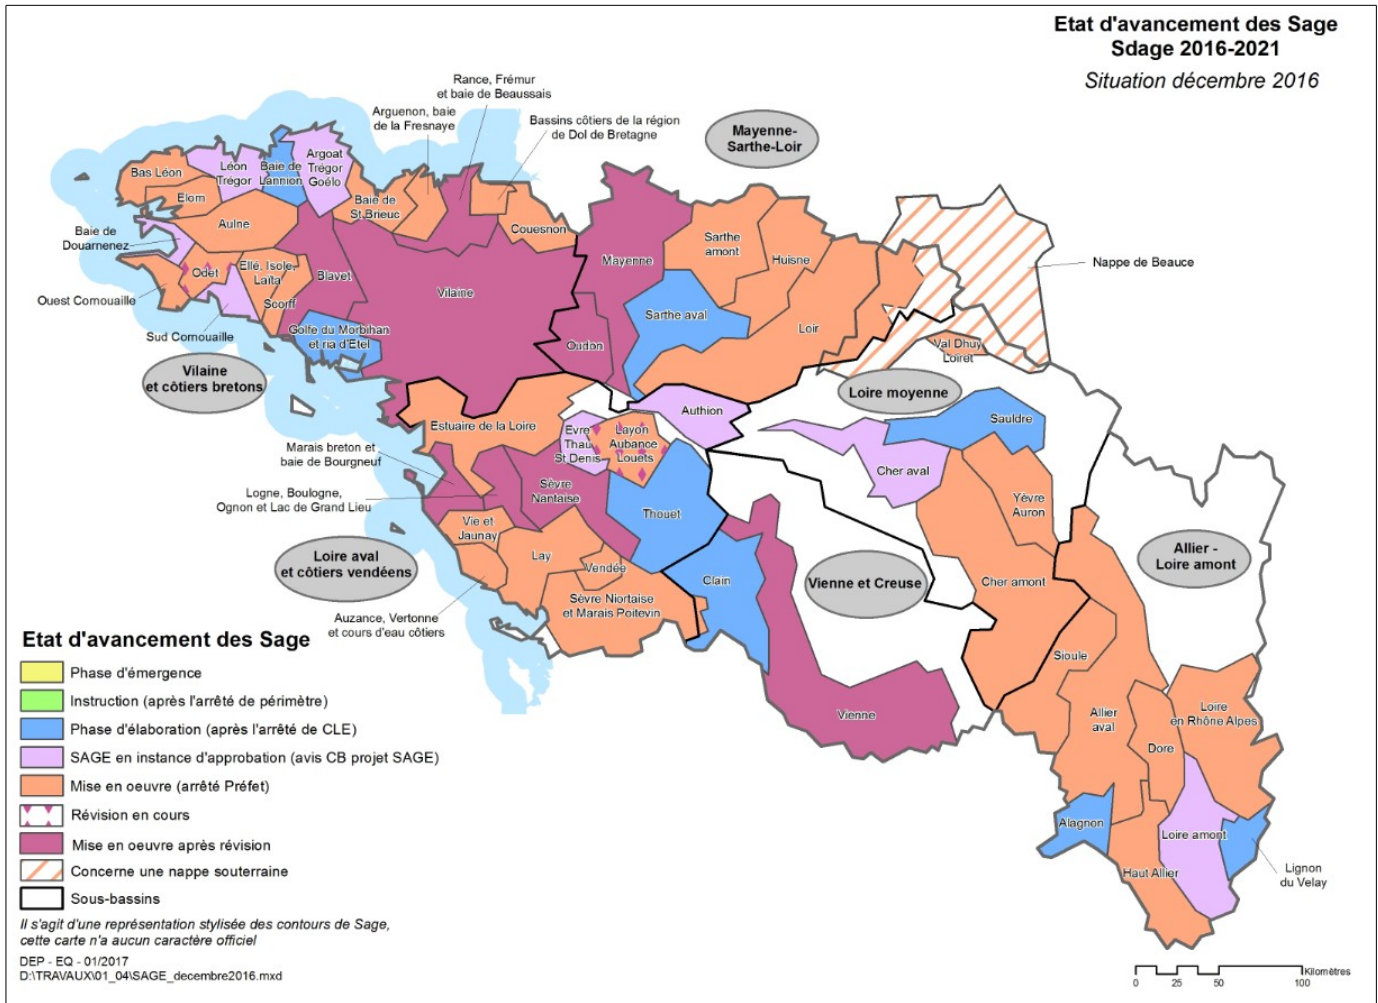 Etat d'avancement des Sage
Sdage 2016-2021
Situation décembre 2016
Rance, Frémur
et baie de Beaussais
Arguenon, baie
de la Fresnaye
Bassins côtiers de la région
de Dol de Bretagne
Mayenne-
Sarthe-Loir
Bas Léon
Léon
Trégor
Baie de
Lannion
Argoat
Trégor
Goëlo
Elorn
Aulne
Baie de
St Brieuc
Couesnon
Baie de
Douarnenez
Odet
Ellé, Isole,
Laïta
Scorff
Blavet
Vilaine
Mayenne
Sarthe
amont
Huisne
Nappe de Beauce
Ouest Cornouaille
Sud Cornouaille
Golfe du Morbihan
et ria d'Etel
Oudon
Sarthe aval
Loir
Val Dhuy
Loiret
Vilaine
et côtiers bretons
Loire moyenne
Estuaire de la Loire
Authion
Sauldre
Evre
Thau
St Denis
Layon
Aubance
Louets
Marais breton et
baie de Bourgneuf
Cher aval
Logne, Boulogne,
Ognon et Lac de Grand Lieu
Sèvre
Nantaise
Thouet
Yèvre
Auron
Vie et
Jaunay
Lay
Vendée
Loire aval
et côtiers vendéens
Clain
Vienne et Creuse
Cher amont
Allier -
Loire amont
Sèvre Niortaise
et Marais Poitevin
Auzance, Vertonne
et cours d'eau côtiers
Sioule
Vienne
Allier
aval
Loire
en Rhône Alpes
Dore
Alagnon
Loire amont
Haut Allier
Lignon
du Velay
Etat d'avancement des Sage
Phase d'émergence
Instruction (après l'arrêté de périmètre)
Phase d'élaboration (après l'arrêté de CLE)
SAGE en instance d'approbation (avis CB projet SAGE)
Mise en oeuvre (arrêté Préfet)
Révision en cours
Mise en oeuvre après révision
Concerne une nappe souterraine
Sous-bassins
Il s'agit d'une représentation stylisée des contours de Sage,
cette carte n'a aucun caractère officiel
DEP - EQ - 01/2017
D:\TRAVAUX\01_04\SAGE_decembre2016.mxd
Kilomètres
0 25 50 100